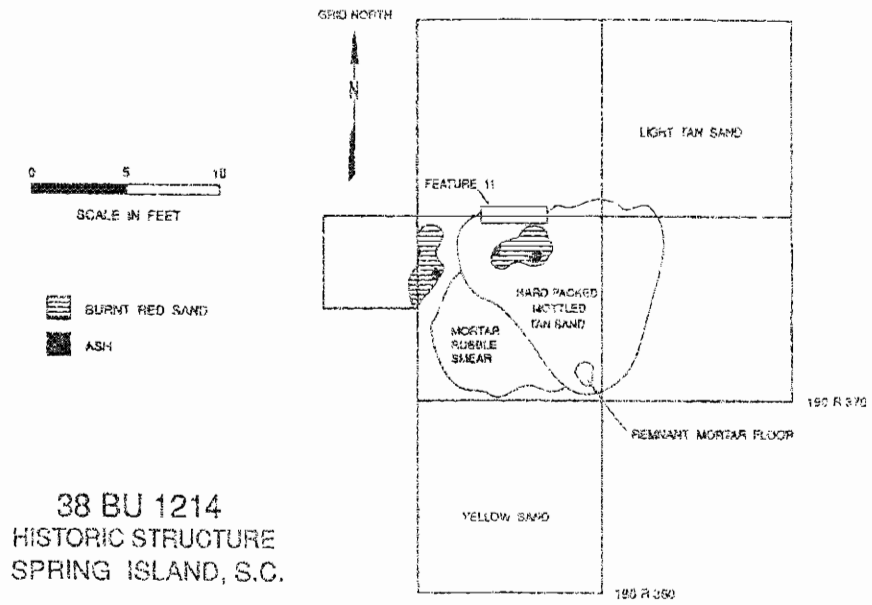 GRID NORTH
N
LIGHT TAN SAND
0 5 10
SCALE IN FEET
FEATURE 11
BURNT RED SAND
ASH
HARD PACKED
MOTTLED
TAN SAND
MORTAR
RUBBLE
SMEAR
190 R 370
REMNANT MORTAR FLOOR
YELLOW SAND
38 BU 1214
HISTORIC STRUCTURE
SPRING ISLAND, S.C.
180 R 360